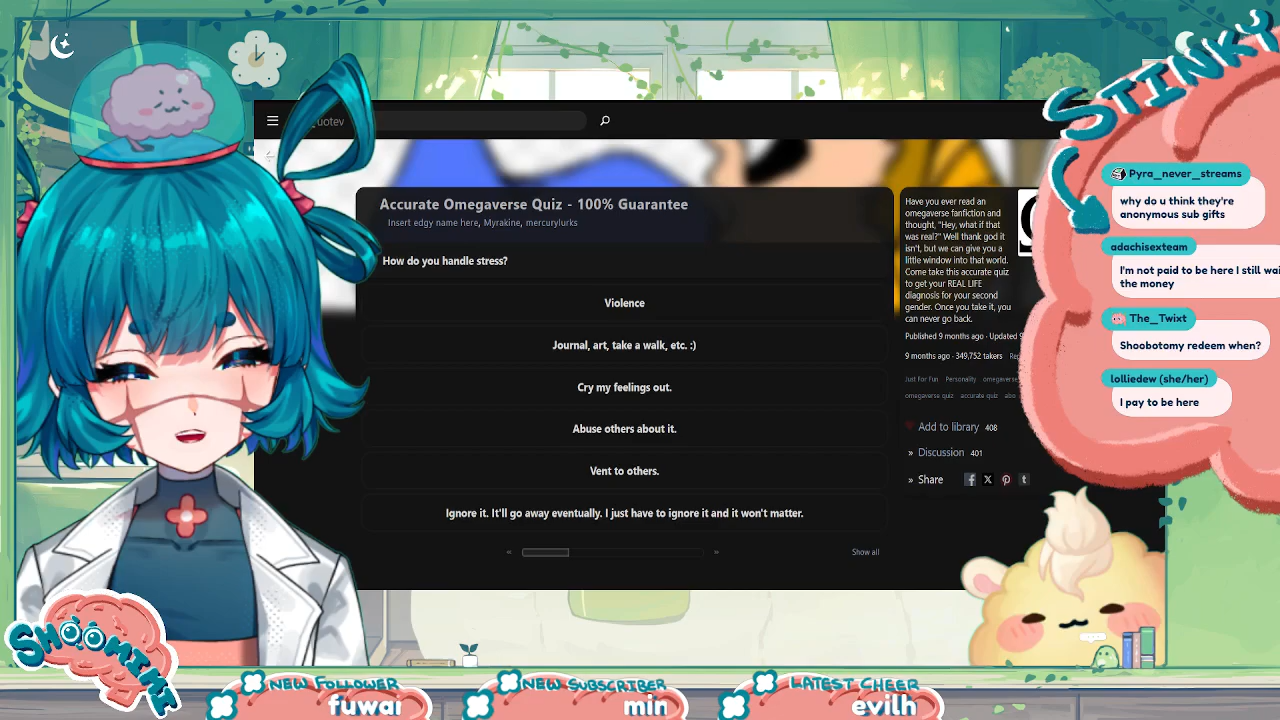 STINKY
uotev
Accurate Omegaverse Quiz - 100% Guarantee
Insert edgy name here, Myrakine, mercurylurks
How do you handle stress?
Violence
Journal, art, take a walk, etc. :)
Cry my feelings out.
Abuse others about it.
Vent to others.
Ignore it. It'll go away eventually. I just have to ignore it and it won't matter.
«
»
Show all
Have you ever read an
omegaverse fanfiction and
thought, "Hey, what if that
was real?" Well thank god it
isn't, but we can give you a
little window into that world.
Come take this accurate quiz
to get your REAL LIFE
diagnosis for your second
gender. Once you take it, you
can never go back.
Published 9 months ago · Updated 9
9 months ago · 349,752 takers
Just For Fun Personality omegaverse
omegaverse quiz accurate quiz abo
Add to library 408
» Discussion 401
» Share
Pyra__never__streams
why do u think they're
anonymous sub gifts
adachisexteam
I'm not paid to be here I still wai
the money
The__Twixt
Shoobotomy redeem when?
lolliedew (she/her)
I pay to be here
SHOOMIMI
NEW FOLLOWER
fuwai
NEW SUBSCRIBER
min
LATEST CHEER
evilh